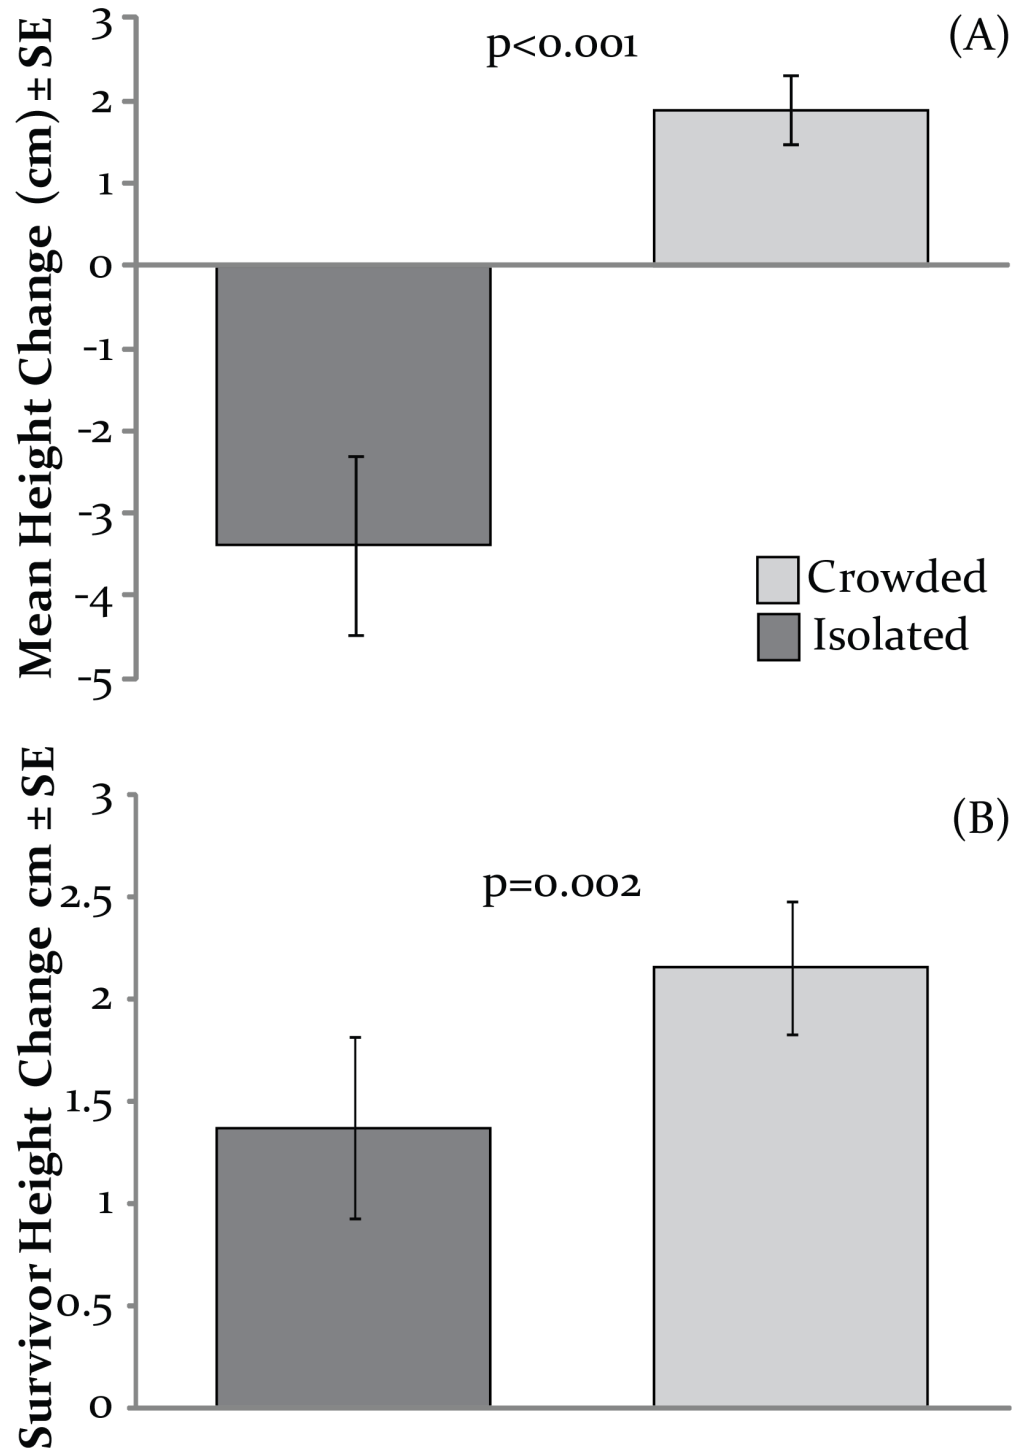 Mean Height Change (cm) ± SE
3
2
1
0
-1
-2
-3
-4
-5
p<0.001
(A)
Crowded
Isolated
Survivor Height Change cm ± SE
3
2.5
2
1.5
1
0.5
0
p=0.002
(B)